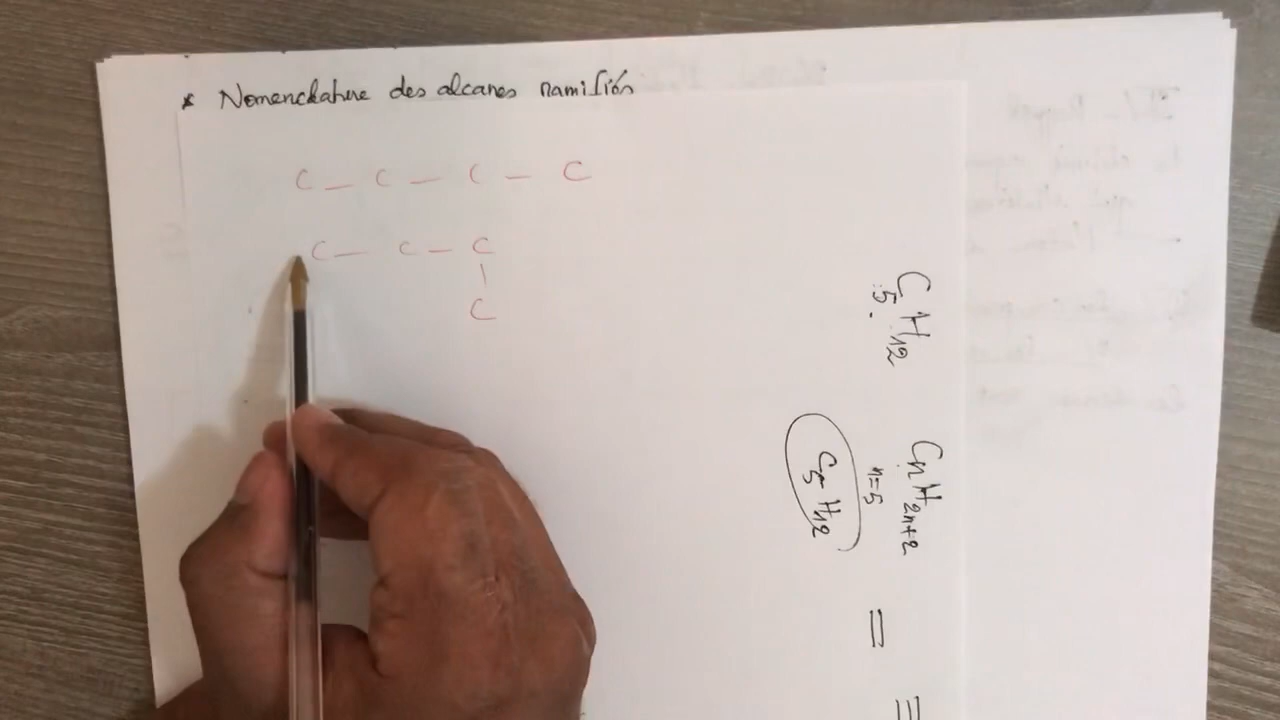 * Nomenclature des alcanes ramifiés
C — C — C — C
C — C — C
|
C
C5H12
CnH2n+2
n=5
C5H12
=
≡